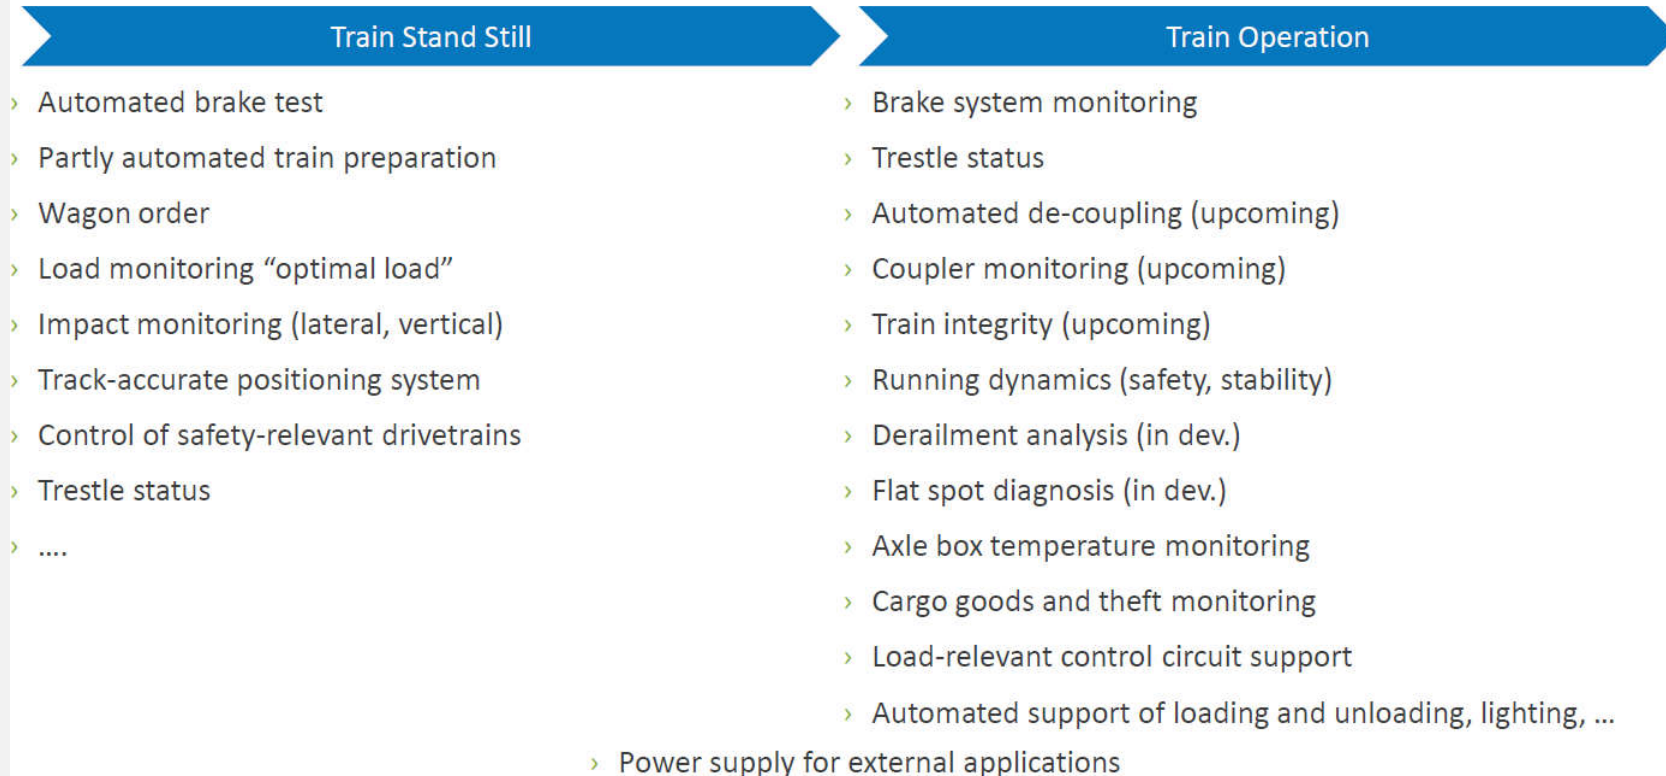 Train Stand Still
› Automated brake test
› Partly automated train preparation
› Wagon order
› Load monitoring “optimal load”
› Impact monitoring (lateral, vertical)
› Track-accurate positioning system
› Control of safety-relevant drivetrains
› Trestle status
› ....
Train Operation
› Brake system monitoring
› Trestle status
› Automated de-coupling (upcoming)
› Coupler monitoring (upcoming)
› Train integrity (upcoming)
› Running dynamics (safety, stability)
› Derailment analysis (in dev.)
› Flat spot diagnosis (in dev.)
› Axle box temperature monitoring
› Cargo goods and theft monitoring
› Load-relevant control circuit support
› Automated support of loading and unloading, lighting, ...
› Power supply for external applications